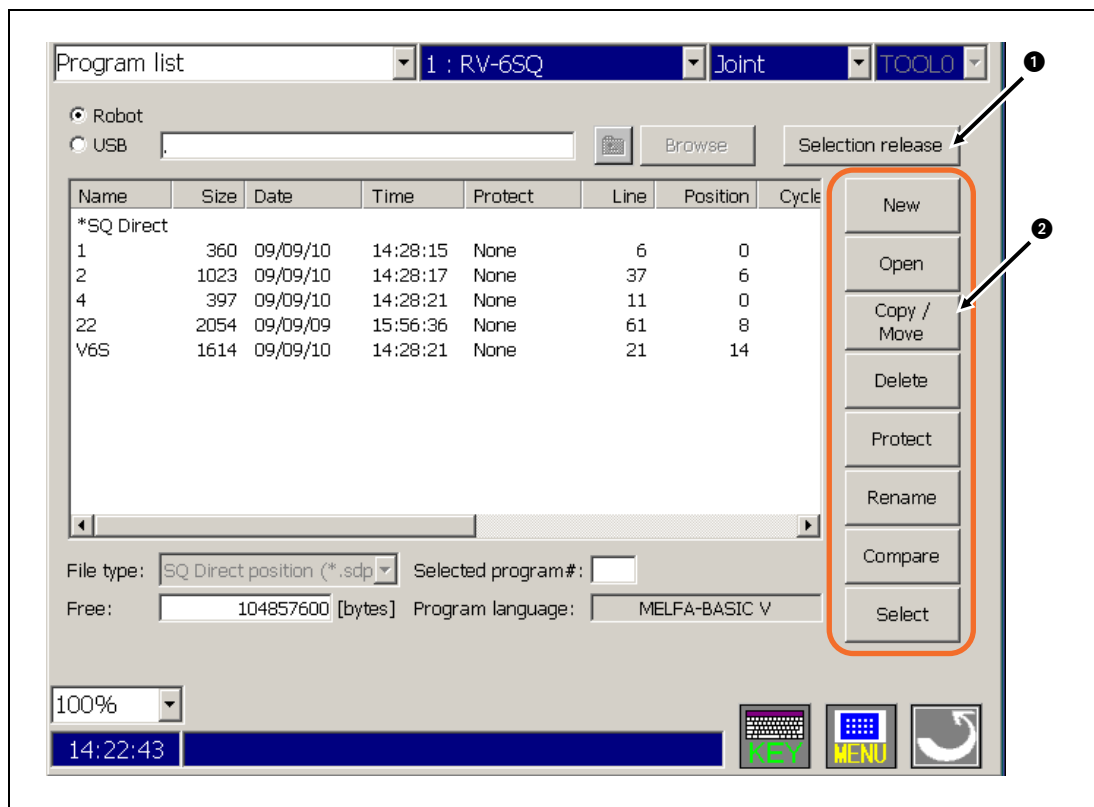 Program list 1 : RV-6SQ Joint TOOL0
❶
Robot
USB . Browse Selection release
Name Size Date Time Protect Line Position Cycle
*SQ Direct
1 360 09/09/10 14:28:15 None 6 0
2 1023 09/09/10 14:28:17 None 37 6
4 397 09/09/10 14:28:21 None 11 0
22 2054 09/09/09 15:56:36 None 61 8
V6S 1614 09/09/10 14:28:21 None 21 14
New
❷
Open
Copy /
Move
Delete
Protect
Rename
Compare
Select
File type: SQ Direct position (*.sdp Selected program#:
Free: 104857600 [bytes] Program language: MELFA-BASIC V
100%
14:22:43
KEY
MENU